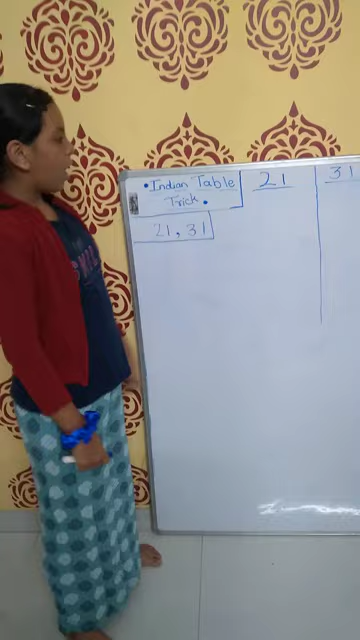 • Indian Table
Trick •
21, 31
21
31